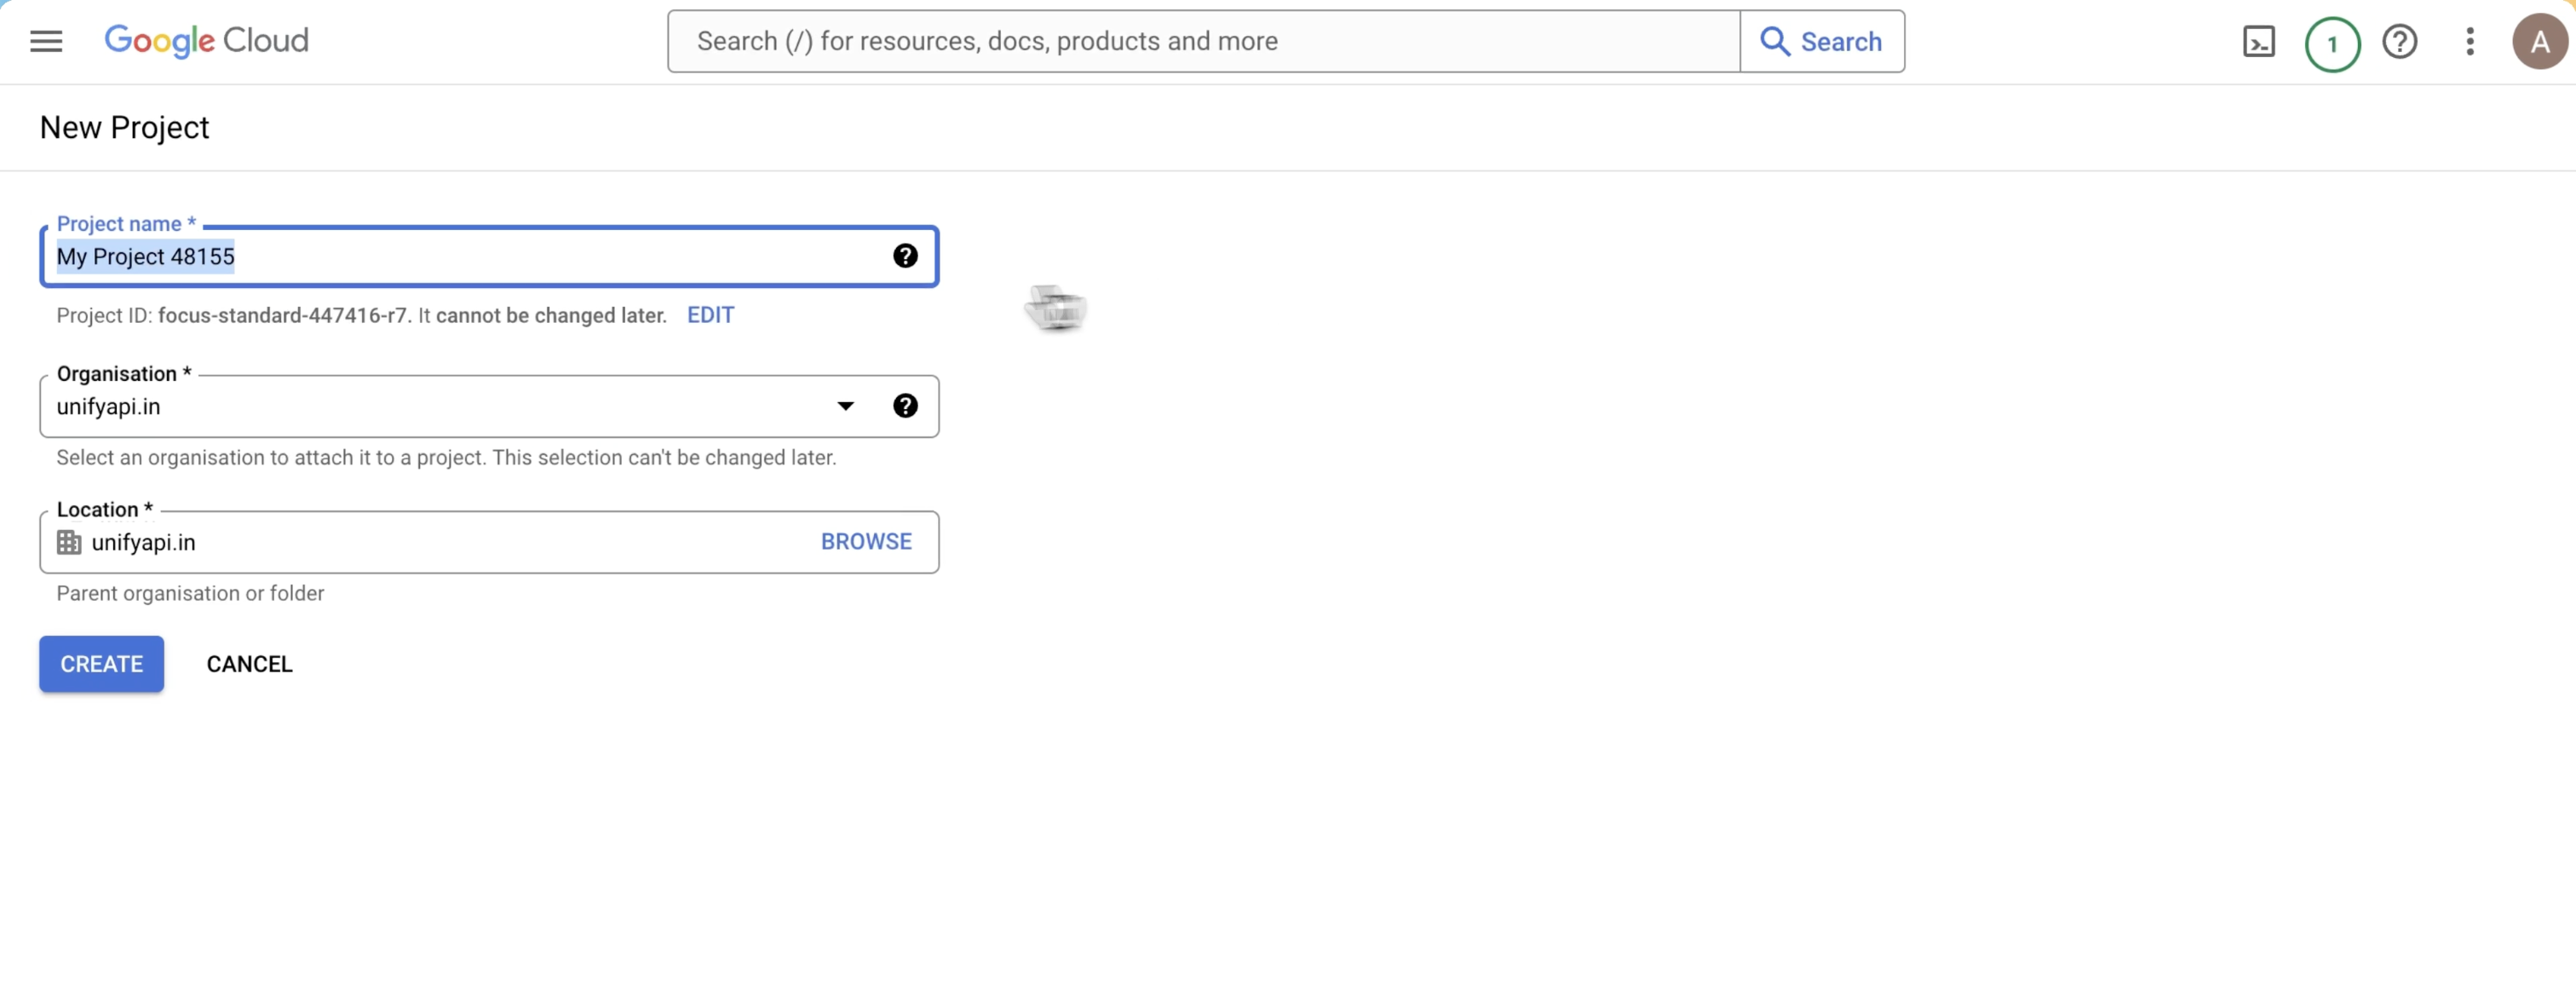 Google Cloud
Search (/) for resources, docs, products and more
Search
1
A
New Project
Project name *
My Project 48155
Project ID: focus-standard-447416-r7. It cannot be changed later. EDIT
Organisation *
unifyapi.in
Select an organisation to attach it to a project. This selection can't be changed later.
Location *
unifyapi.in
BROWSE
Parent organisation or folder
CREATE
CANCEL